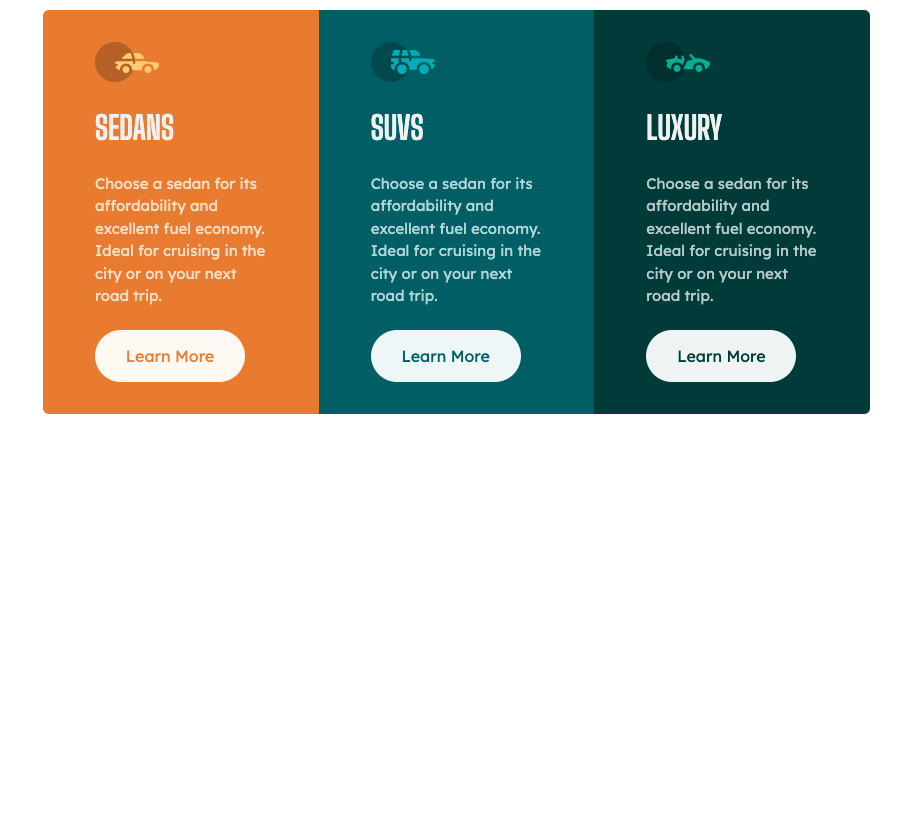 SEDANS
Choose a sedan for its
affordability and
excellent fuel economy.
Ideal for cruising in the
city or on your next
road trip.
Learn More
SUVS
Choose a sedan for its
affordability and
excellent fuel economy.
Ideal for cruising in the
city or on your next
road trip.
Learn More
LUXURY
Choose a sedan for its
affordability and
excellent fuel economy.
Ideal for cruising in the
city or on your next
road trip.
Learn More